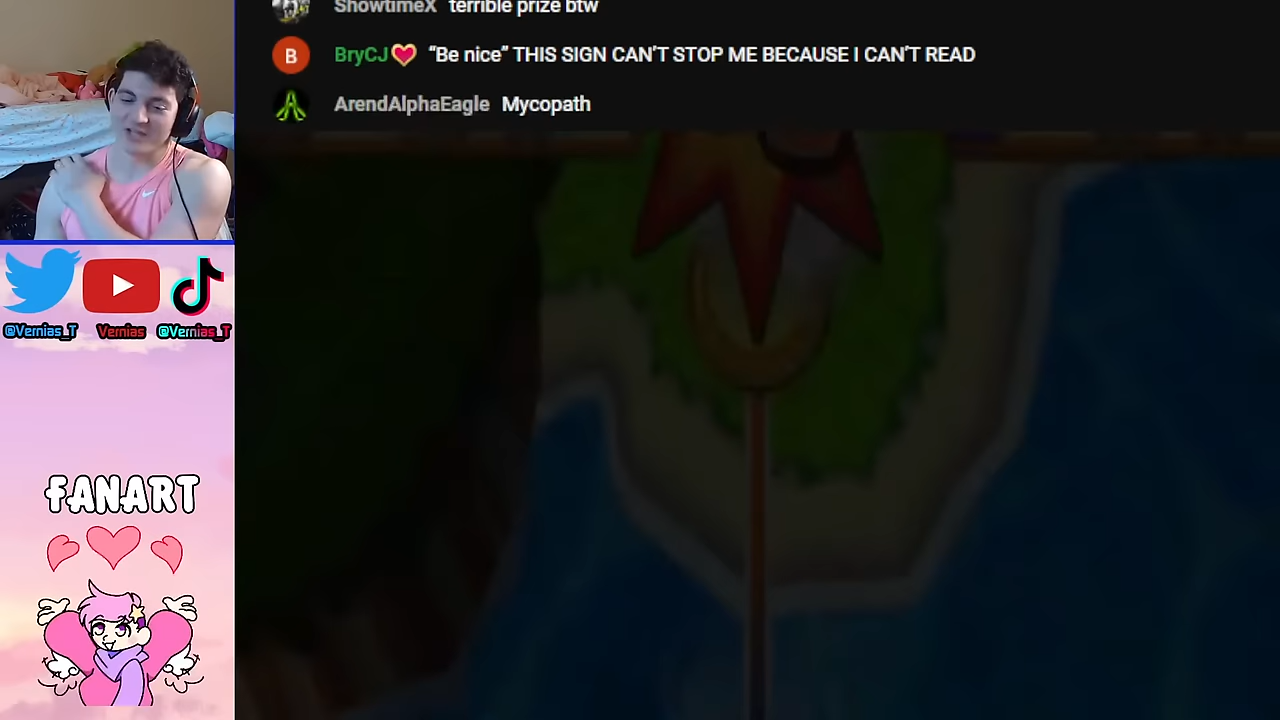 ShowtimeX terrible prize btw
B BryCJ “Be nice” THIS SIGN CAN’T STOP ME BECAUSE I CAN’T READ
ArendAlphaEagle Mycopath
@Vernias_T Vernias @Vernias_T
FANART